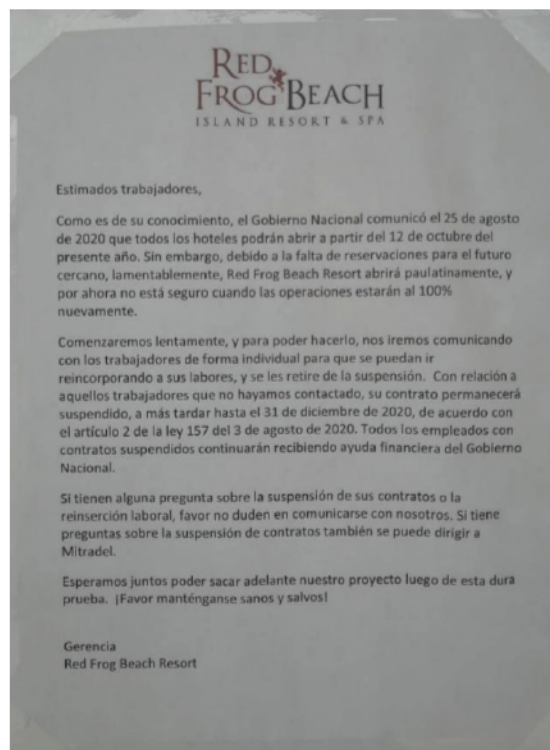 RED
FROG BEACH
ISLAND RESORT & SPA
Estimados trabajadores,
Como es de su conocimiento, el Gobierno Nacional comunicó el 25 de agosto
de 2020 que todos los hoteles podrán abrir a partir del 12 de octubre del
presente año. Sin embargo, debido a la falta de reservaciones para el futuro
cercano, lamentablemente, Red Frog Beach Resort abrirá paulatinamente, y
por ahora no está seguro cuando las operaciones estarán al 100%
nuevamente.
Comenzaremos lentamente, y para poder hacerlo, nos iremos comunicando
con los trabajadores de forma individual para que se puedan ir
reincorporando a sus labores, y se les retire de la suspensión. Con relación a
aquellos trabajadores que no hayamos contactado, su contrato permanecerá
suspendido, a más tardar hasta el 31 de diciembre de 2020, de acuerdo con
el artículo 2 de la ley 157 del 3 de agosto de 2020. Todos los empleados con
contratos suspendidos continuarán recibiendo ayuda financiera del Gobierno
Nacional.
Si tienen alguna pregunta sobre la suspensión de sus contratos o la
reinserción laboral, favor no duden en comunicarse con nosotros. Si tiene
preguntas sobre la suspensión de contratos también se puede dirigir a
Mitradel.
Esperamos juntos poder sacar adelante nuestro proyecto luego de esta dura
prueba. ¡Favor manténganse sanos y salvos!
Gerencia
Red Frog Beach Resort